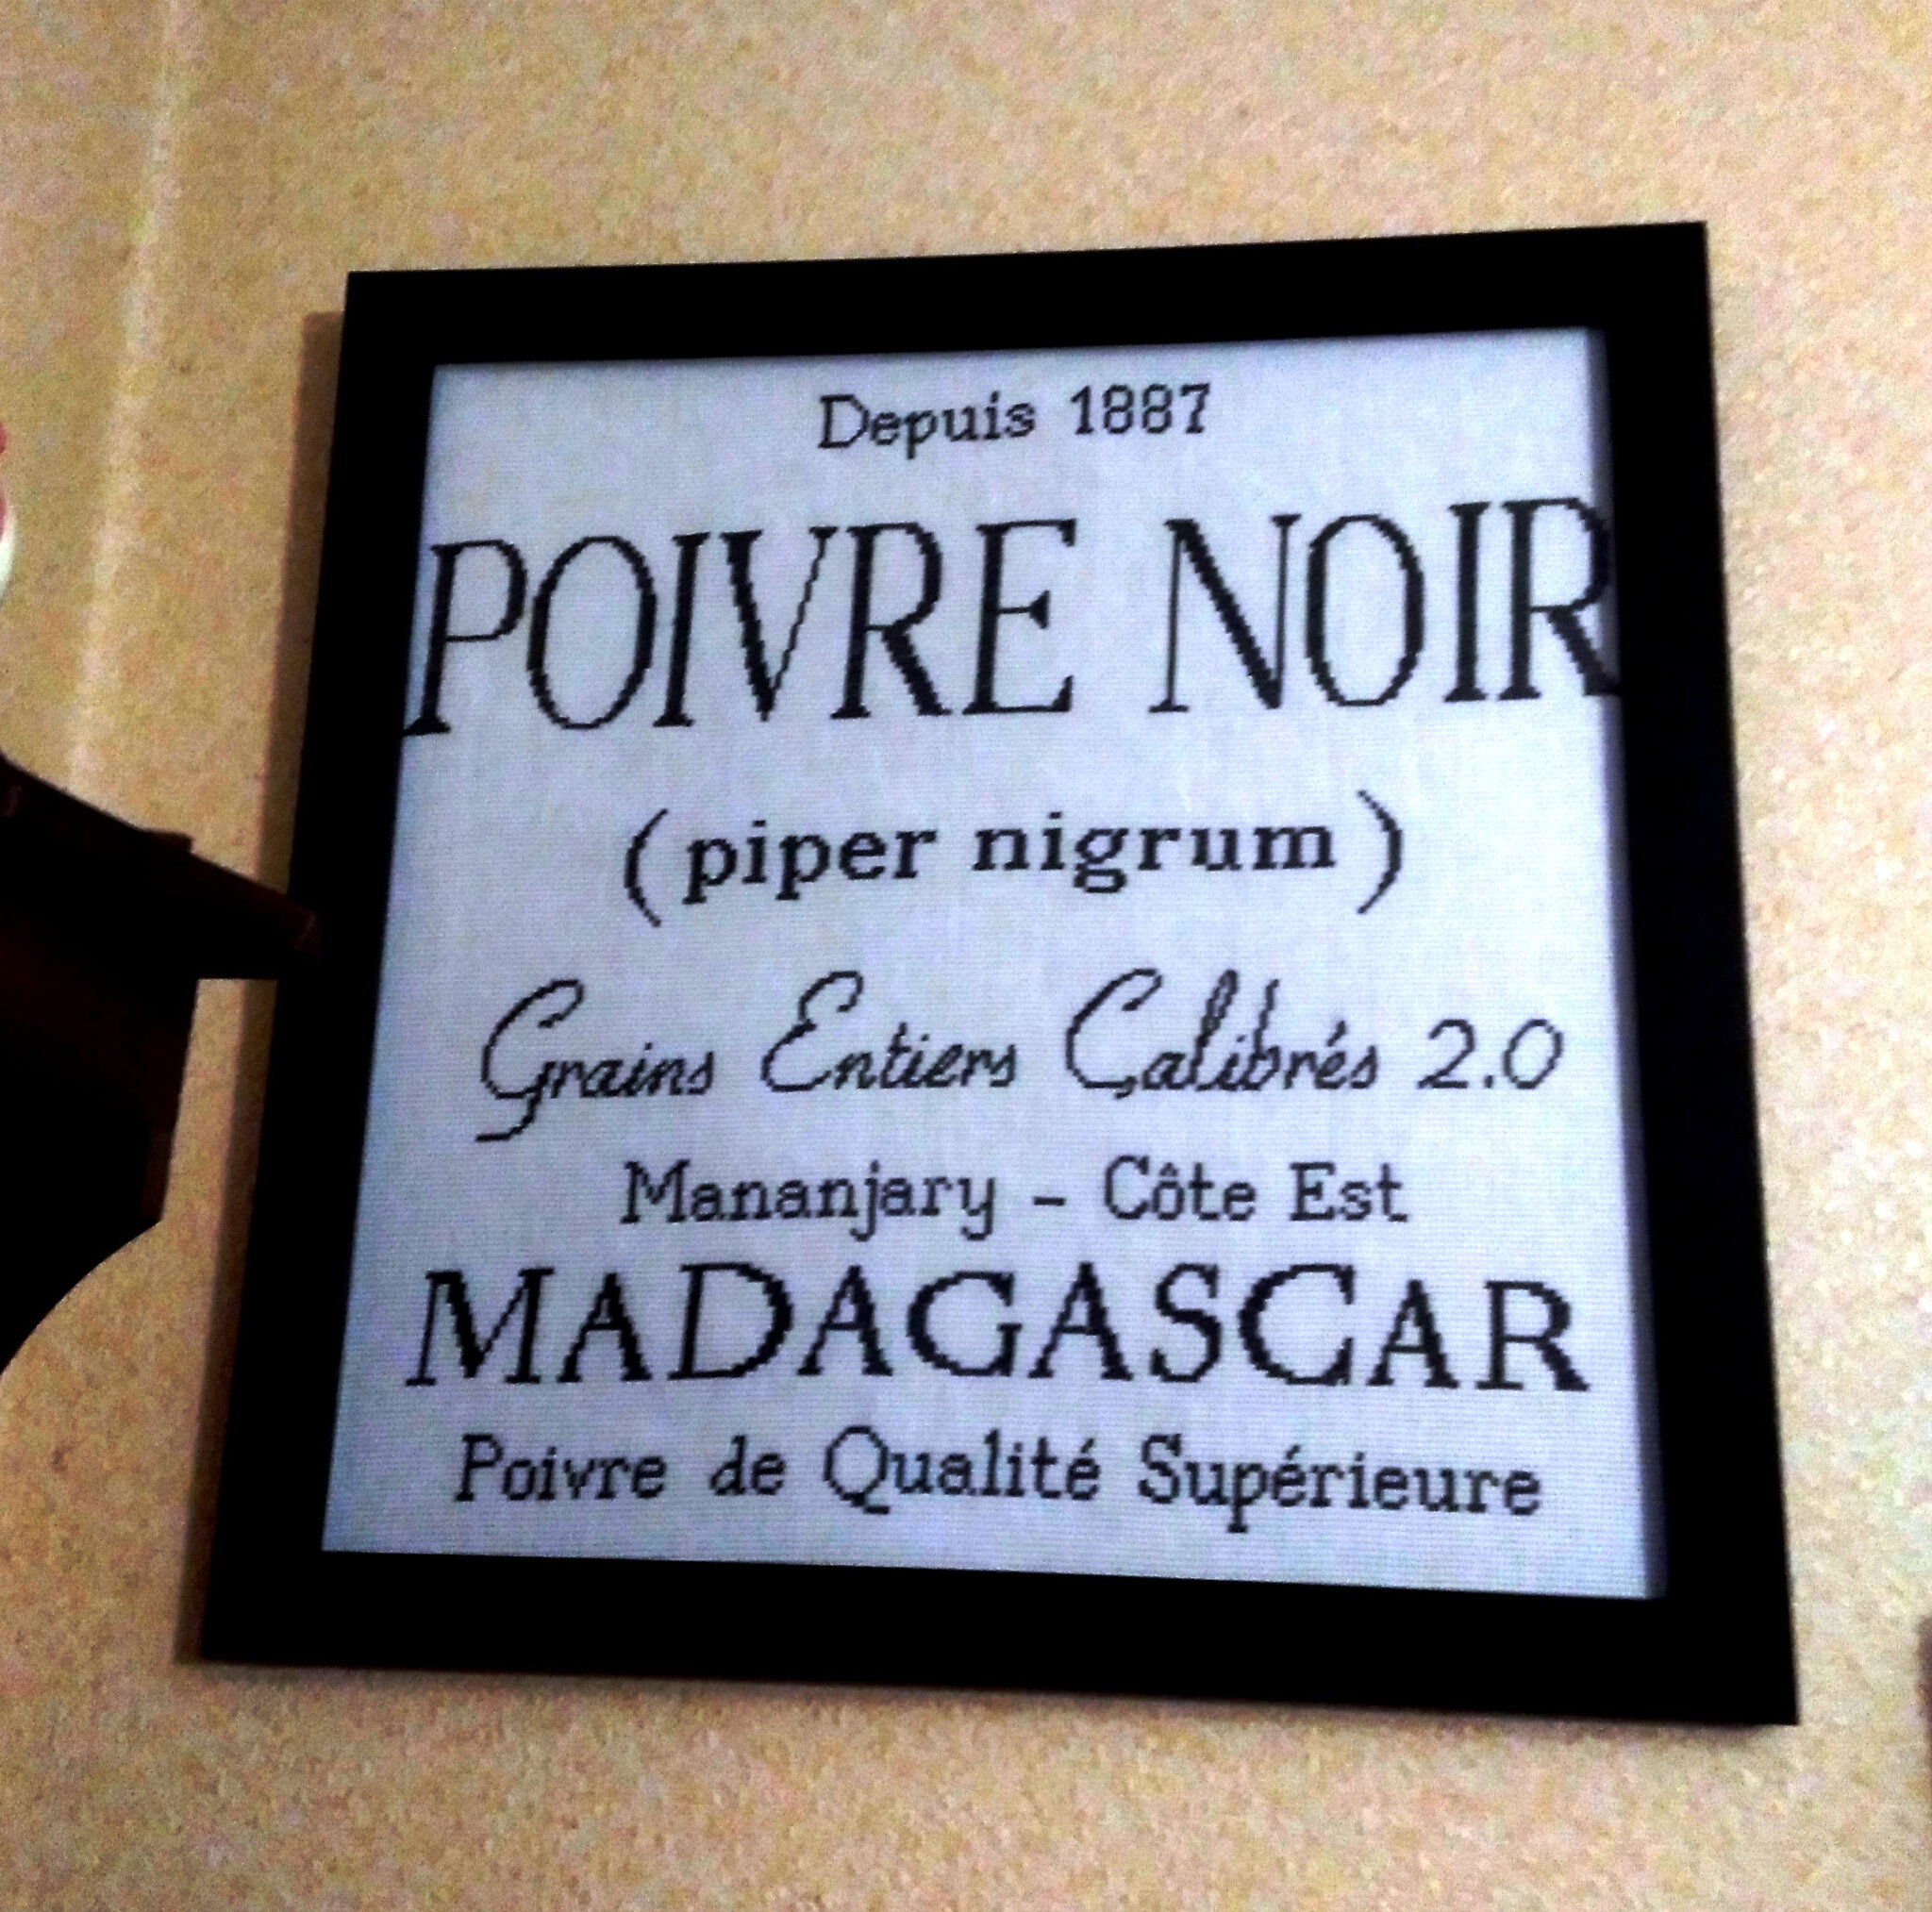 Depuis 1887
POIVRE NOIR
(piper nigrum)
Grains Entiers Calibrés 2.0
Mananjary - Côte Est
MADAGASCAR
Poivre de Qualité Supérieure